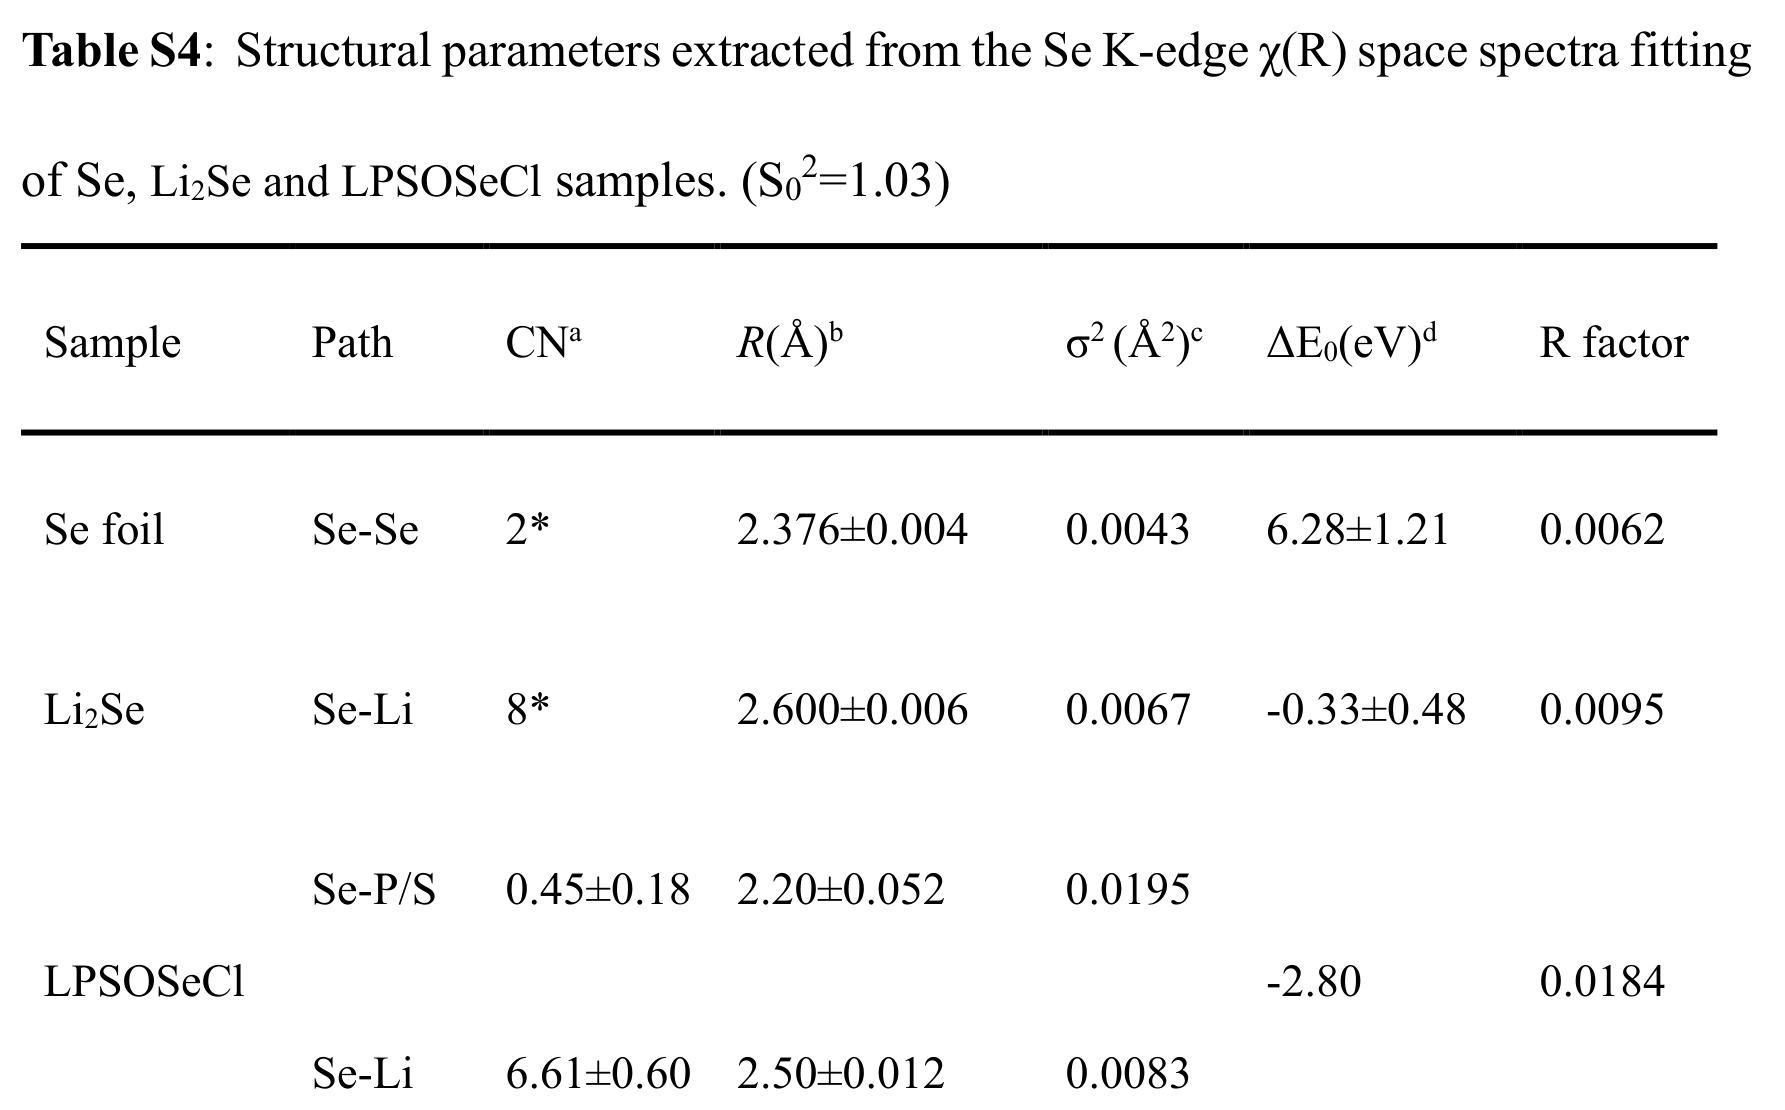 Table S4: Structural parameters extracted from the Se K-edge χ(R) space spectra fitting
of Se, Li₂Se and LPSOSeCl samples. (S₀²=1.03)
Sample Path CNᵃ R(Å)ᵇ σ² (Å²)ᶜ ΔE₀(eV)ᵈ R factor
Se foil Se-Se 2* 2.376±0.004 0.0043 6.28±1.21 0.0062
Li₂Se Se-Li 8* 2.600±0.006 0.0067 -0.33±0.48 0.0095
Se-P/S 0.45±0.18 2.20±0.052 0.0195
LPSOSeCl -2.80 0.0184
Se-Li 6.61±0.60 2.50±0.012 0.0083